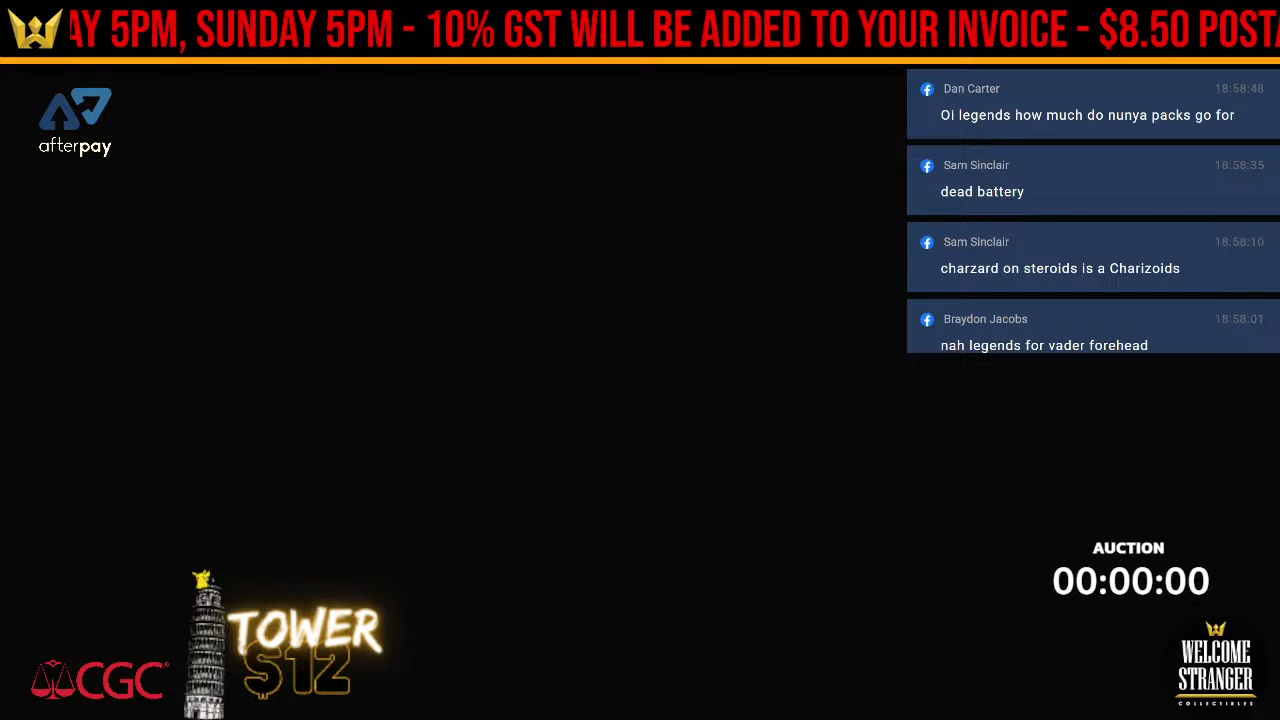 AY 5PM, SUNDAY 5PM - 10% GST WILL BE ADDED TO YOUR INVOICE - $8.50 POSTA
afterpay
Dan Carter 18:58:48
Oi legends how much do nunya packs go for
Sam Sinclair 18:58:35
dead battery
Sam Sinclair 18:58:10
charzard on steroids is a Charizoids
Braydon Jacobs 18:58:01
nah legends for vader forehead
AUCTION
00:00:00
TOWER
$12
CGC
WELCOME
STRANGER
COLLECTIBLES